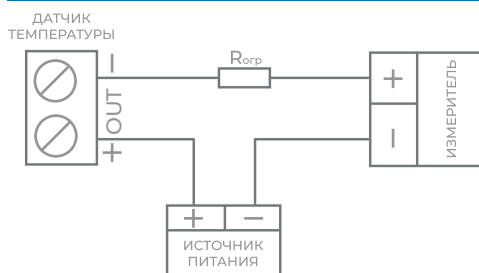 ДАТЧИК
ТЕМПЕРАТУРЫ
− OUT +
Rогр
+
−
ИЗМЕРИТЕЛЬ
+ −
ИСТОЧНИК
ПИТАНИЯ